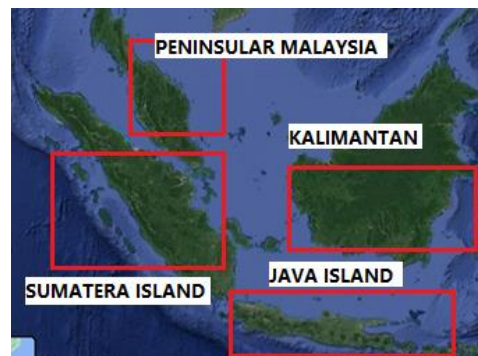 PENINSULAR MALAYSIA
KALIMANTAN
SUMATERA ISLAND
JAVA ISLAND